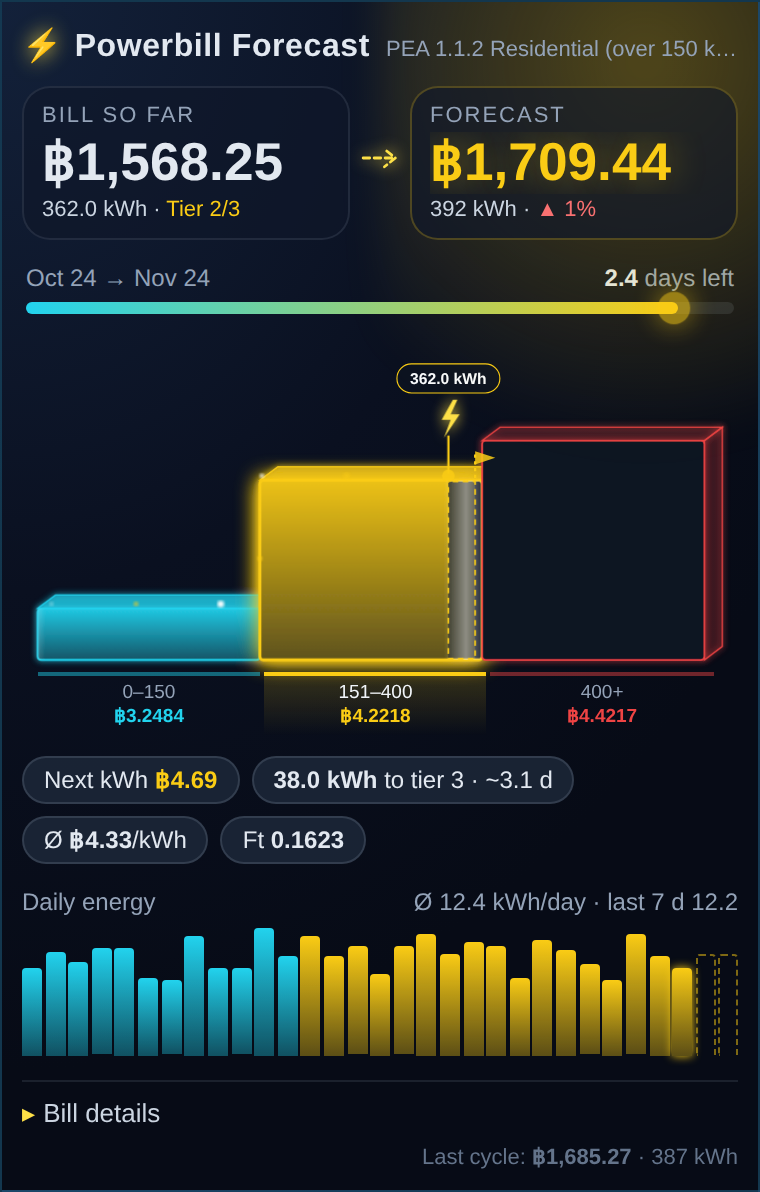 ⚡ Powerbill Forecast PEA 1.1.2 Residential (over 150 k…
BILL SO FAR
฿1,568.25
362.0 kWh · Tier 2/3
FORECAST
฿1,709.44
392 kWh · ▲ 1%
Oct 24 → Nov 24 2.4 days left
362.0 kWh
0–150 151–400 400+
฿3.2484 ฿4.2218 ฿4.4217
Next kWh ฿4.69 38.0 kWh to tier 3 · ~3.1 d
Ø ฿4.33/kWh Ft 0.1623
Daily energy Ø 12.4 kWh/day · last 7 d 12.2
▸ Bill details
Last cycle: ฿1,685.27 · 387 kWh